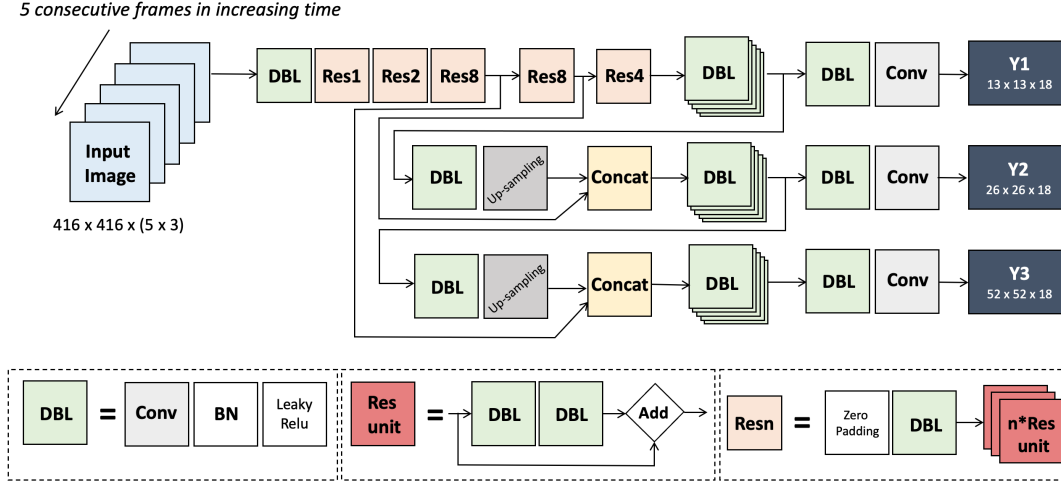 5 consecutive frames in increasing time
Input
Image
416 x 416 x (5 x 3)
DBL
Res1
Res2
Res8
Res8
Res4
DBL
DBL
Conv
Y1
13 x 13 x 18
DBL
Up-sampling
Concat
DBL
DBL
Conv
Y2
26 x 26 x 18
DBL
Up-sampling
Concat
DBL
DBL
Conv
Y3
52 x 52 x 18
DBL
=
Conv
BN
Leaky
Relu
Res
unit
=
DBL
DBL
Add
Resn
=
Zero
Padding
DBL
n*Res
unit